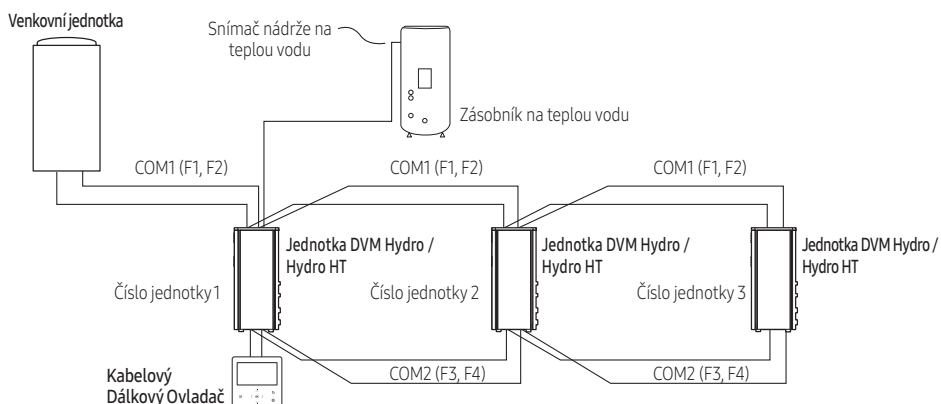 Venkovní jednotka
Snímač nádrže na
teplou vodu
Zásobník na teplou vodu
COM1 (F1, F2)
COM1 (F1, F2)
COM1 (F1, F2)
Jednotka DVM Hydro /
Hydro HT
Jednotka DVM Hydro /
Hydro HT
Jednotka DVM Hydro /
Hydro HT
Číslo jednotky 1
Číslo jednotky 2
Číslo jednotky 3
COM2 (F3, F4)
COM2 (F3, F4)
Kabelový
Dálkový Ovladač